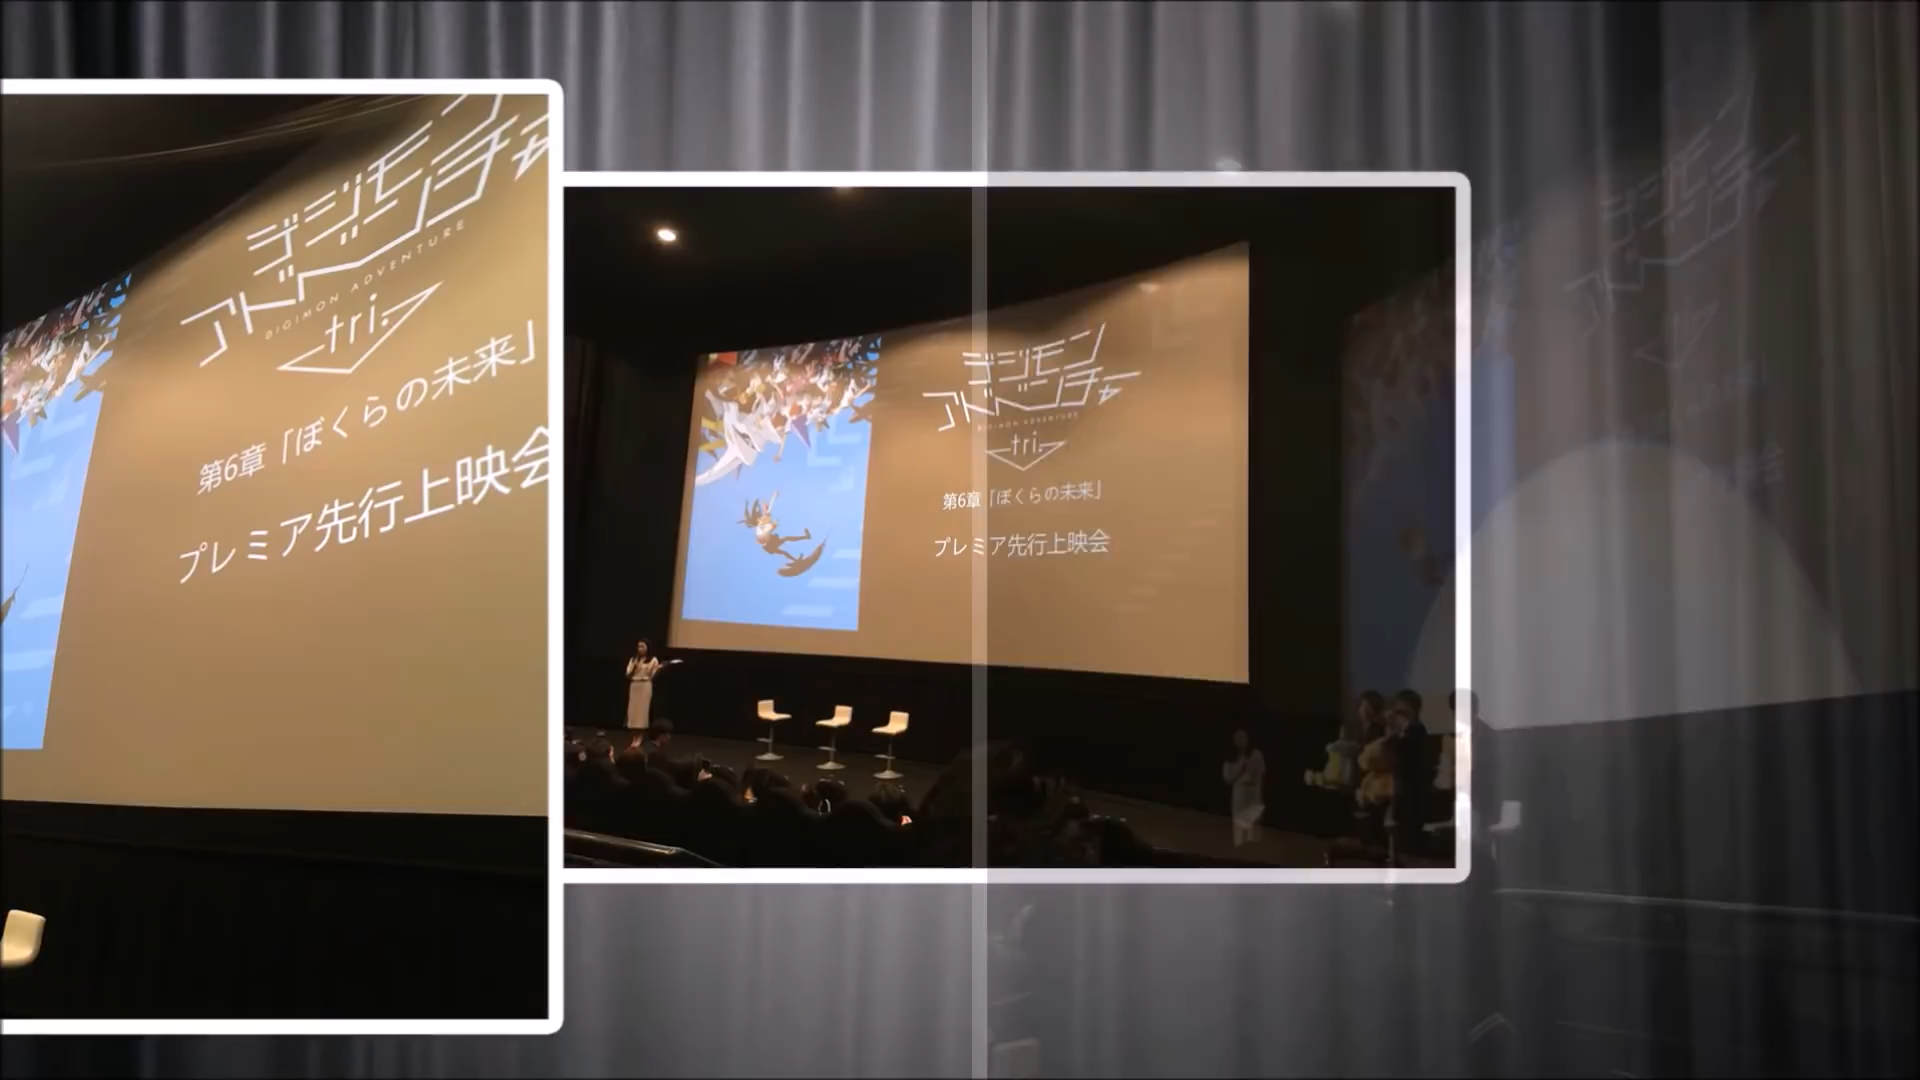 デジモン
アドベンチャー
DIGIMON ADVENTURE
tri.
第6章「ぼくらの未来」
プレミア先行上映会
デジモン
アドベンチャー
DIGIMON ADVENTURE
tri.
第6章「ぼくらの未来」
プレミア先行上映会